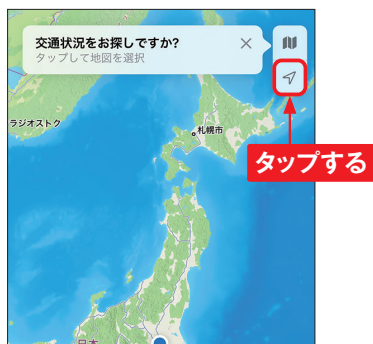 交通状況をお探しですか?
タップして地図を選択
ラジオストク
札幌市
タップする
日本